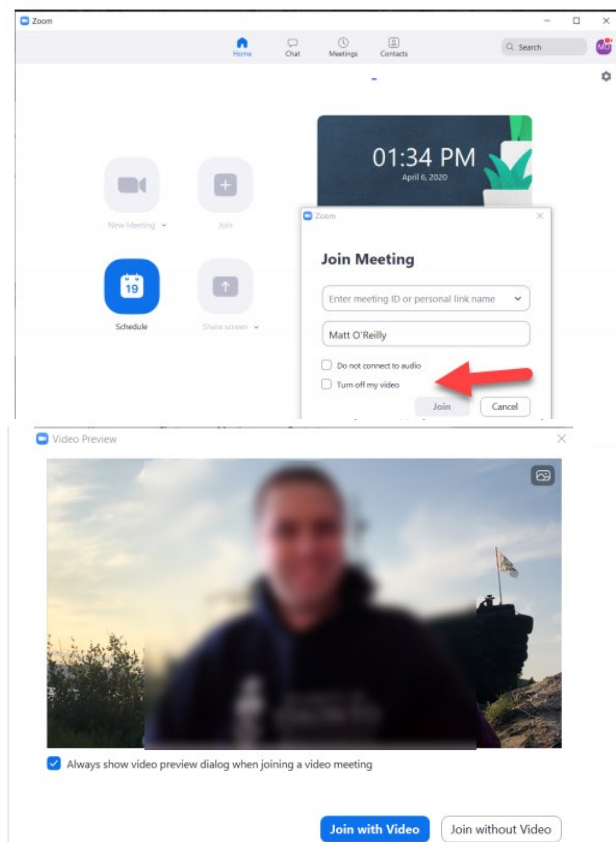 Zoom
Home
Chat
Meetings
Contacts
Search
MO
01:34 PM
April 6, 2020
New Meeting
Join
19
Schedule
Share screen
Zoom
Join Meeting
Enter meeting ID or personal link name
Matt O'Reilly
Do not connect to audio
Turn off my video
Join
Cancel
Video Preview
Always show video preview dialog when joining a video meeting
Join with Video
Join without Video